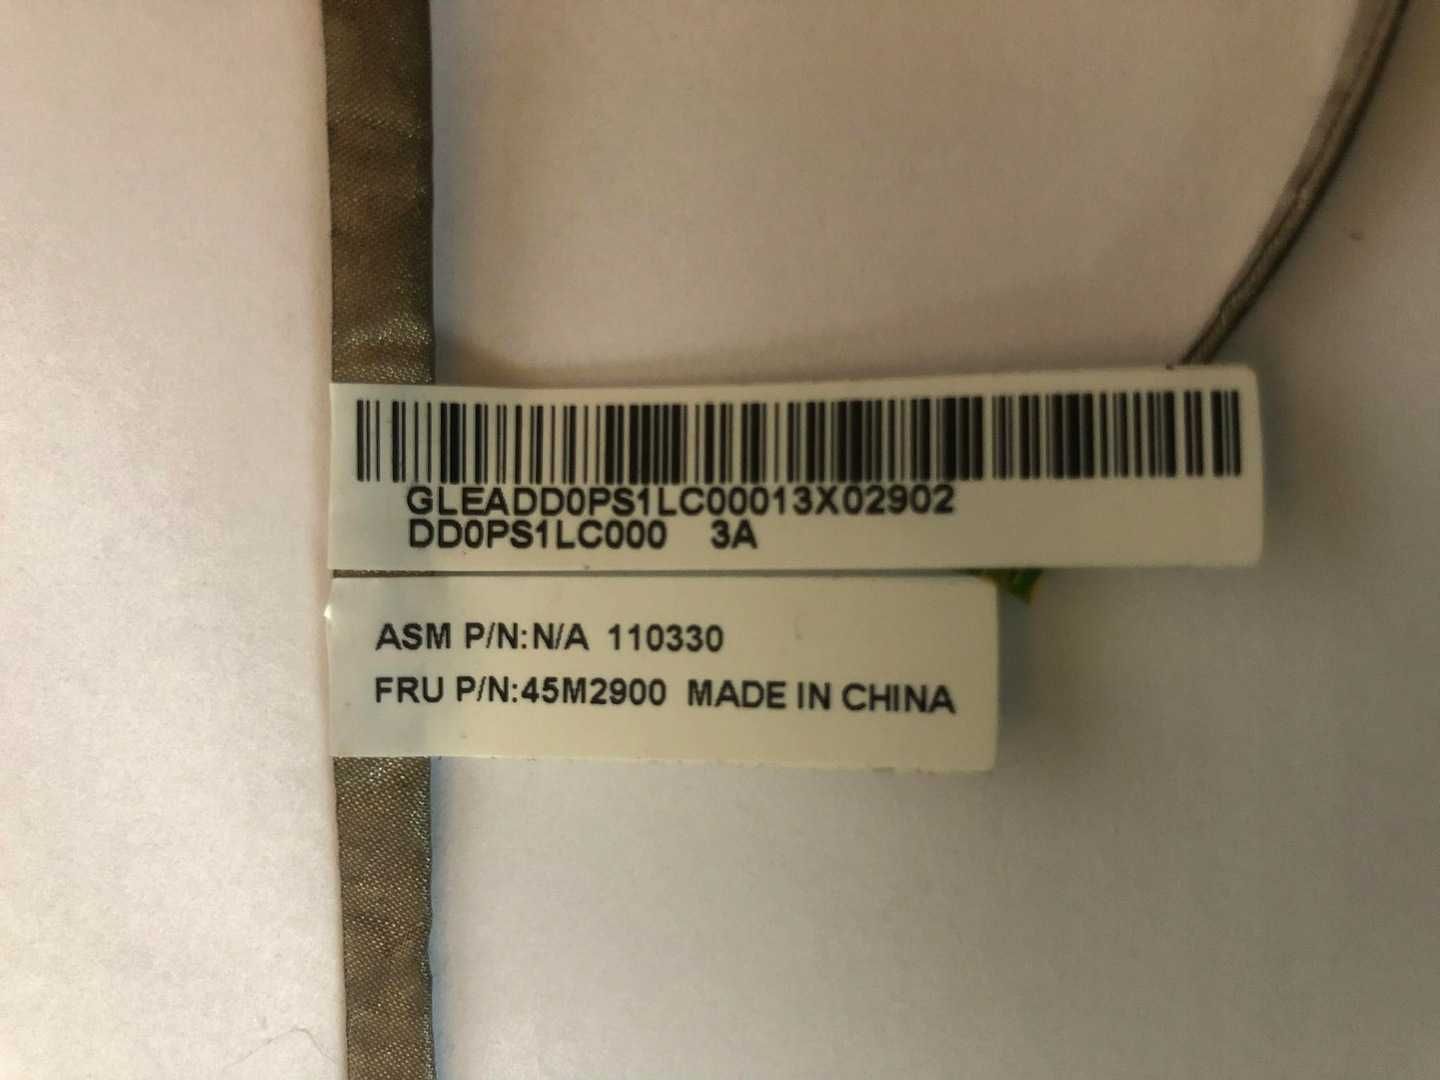 GLEADD0PS1LC00013X02902
DD0PS1LC000 3A
ASM P/N:N/A 110330
FRU P/N:45M2900 MADE IN CHINA